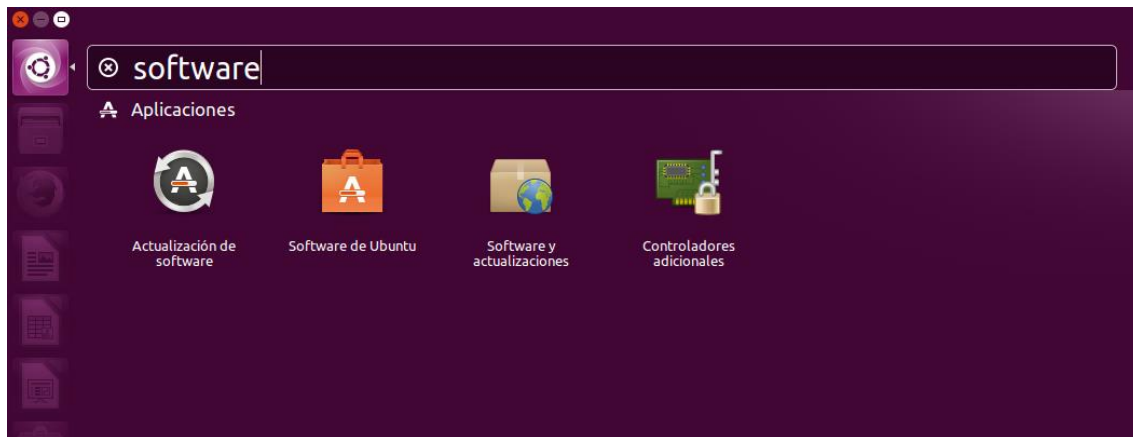 software
Aplicaciones
Actualización de
software
Software de Ubuntu
Software y
actualizaciones
Controladores
adicionales